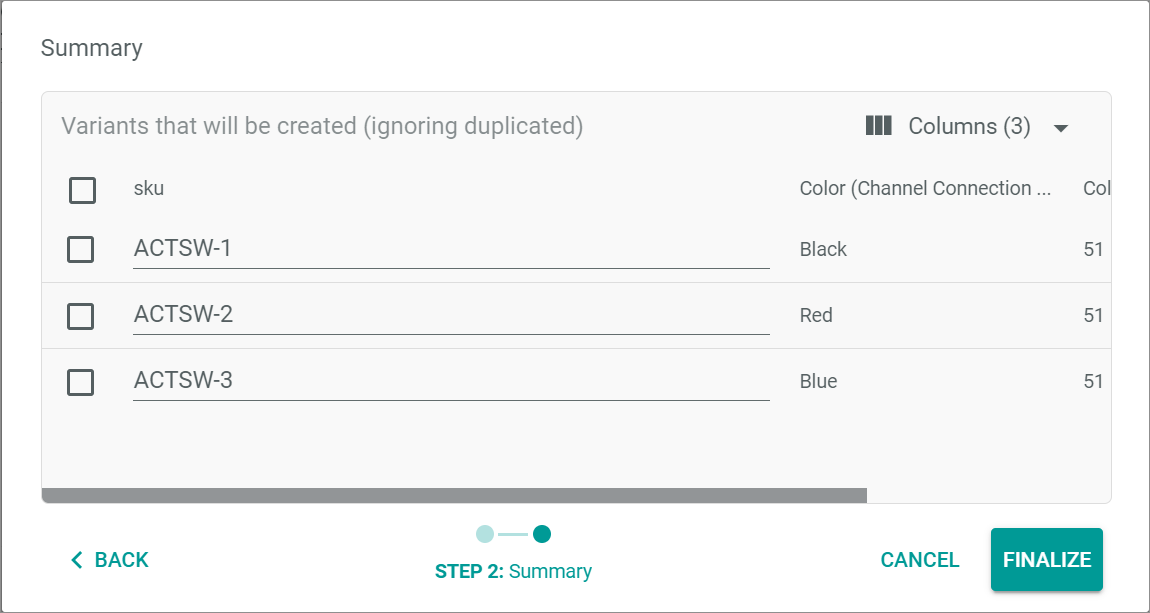 Summary
Variants that will be created (ignoring duplicated)
Columns (3)
sku Color (Channel Connection ... Col
ACTSW-1 Black 51
ACTSW-2 Red 51
ACTSW-3 Blue 51
BACK
STEP 2: Summary
CANCEL
FINALIZE